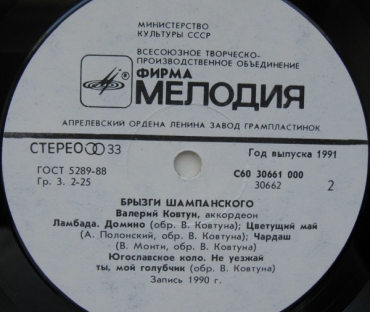 МИНИСТЕРСТВО
КУЛЬТУРЫ СССР
ВСЕСОЮЗНОЕ ТВОРЧЕСКО-
ПРОИЗВОДСТВЕННОЕ ОБЪЕДИНЕНИЕ
ФИРМА
МЕЛОДИЯ
АПРЕЛЕВСКИЙ ОРДЕНА ЛЕНИНА ЗАВОД ГРАМПЛАСТИНОК
СТЕРЕО 33
Год выпуска 1991
ГОСТ 5289-88
С60 30661 000
Гр. 3. 2-25
30662
2
БРЫЗГИ ШАМПАНСКОГО
Валерий Ковтун, аккордеон
Ламбада. Домино (обр. В. Ковтуна); Цветущий май
(А. Полонский, обр. В. Ковтуна); Чардаш
(В. Монти, обр. В. Ковтуна)
Югославское коло. Не уезжай
ты, мой голубчик (обр. В. Ковтуна)
Запись 1990 г.